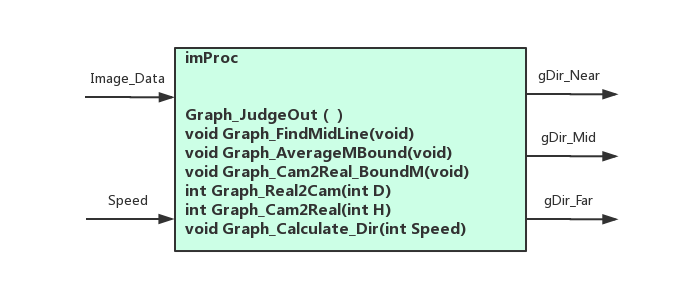 imProc
Image_Data
gDir_Near
Graph_JudgeOut ( )
void Graph_FindMidLine(void)
gDir_Mid
void Graph_AverageMBound(void)
void Graph_Cam2Real_BoundM(void)
int Graph_Real2Cam(int D)
Speed
gDir_Far
int Graph_Cam2Real(int H)
void Graph_Calculate_Dir(int Speed)